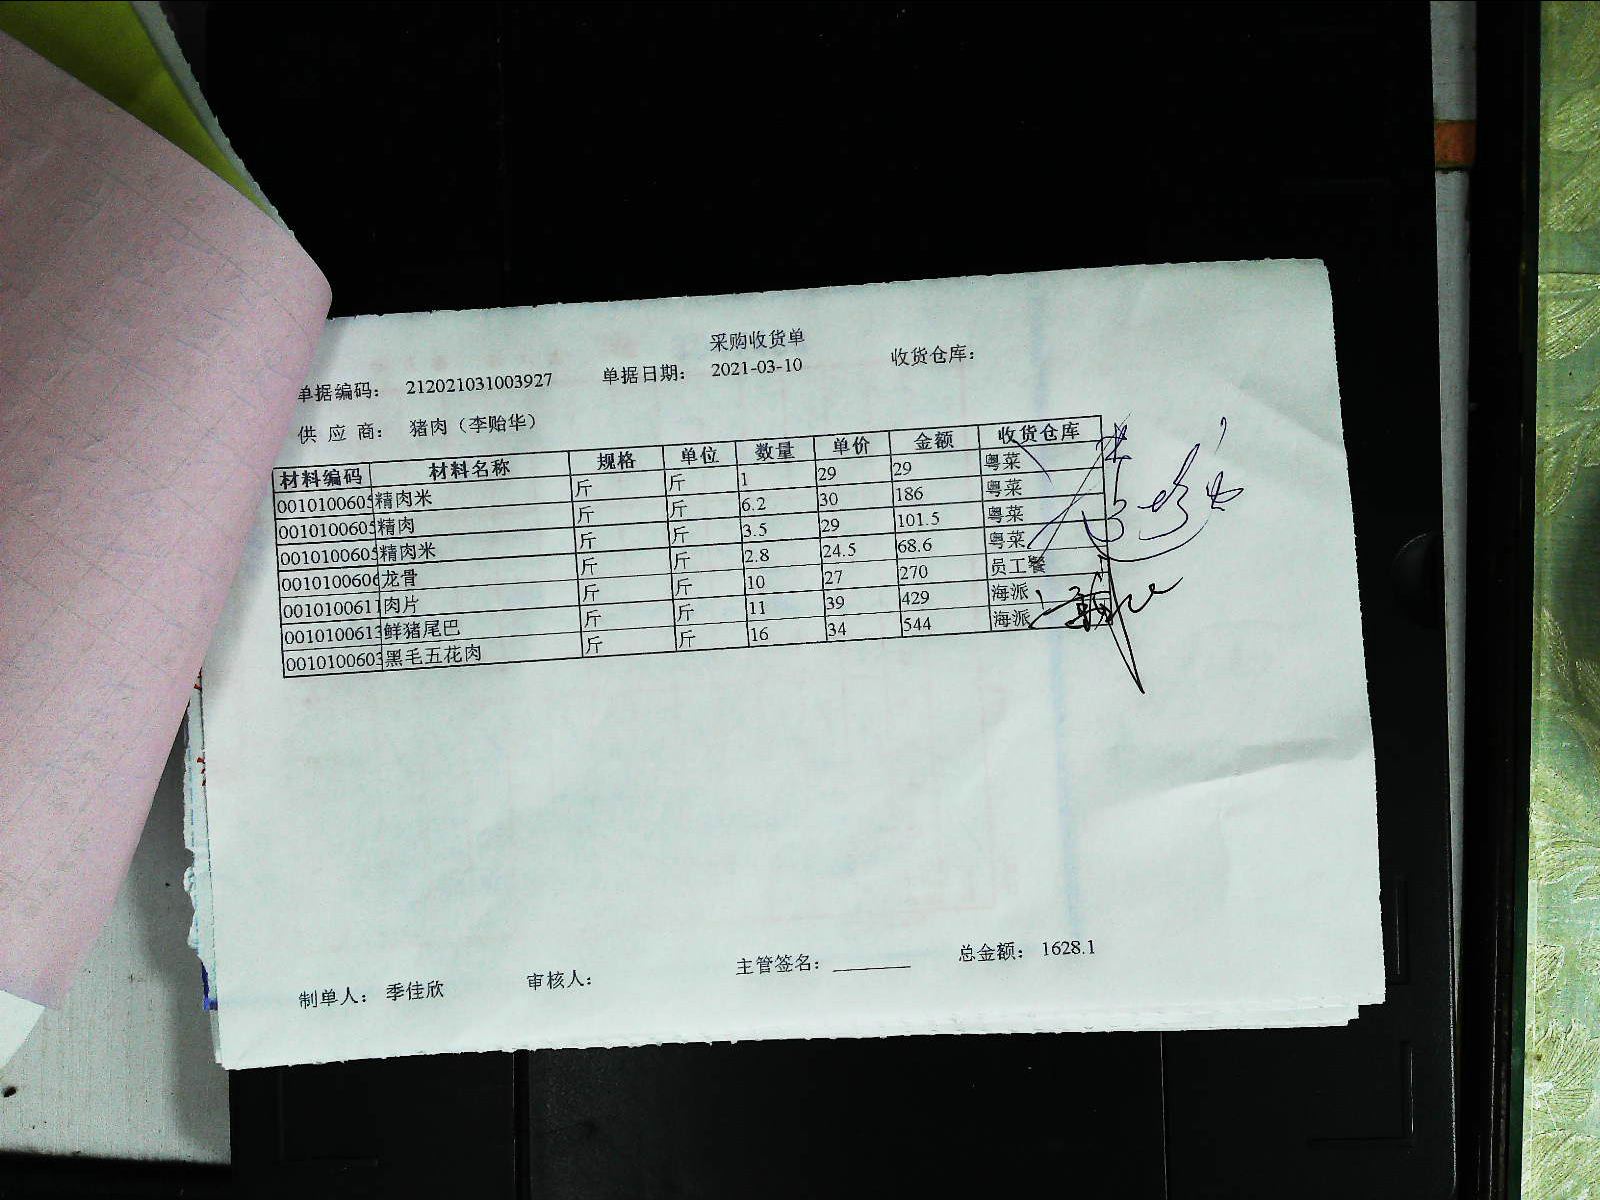 采购收货单
单据编码: 212021031003927 单据日期: 2021-03-10 收货仓库:
供应商: 猪肉（李贻华）
材料编码 材料名称 规格 单位 数量 单价 金额 收货仓库
0010100605 精肉米 斤 斤 1 29 29 粤菜
0010100605 精肉 斤 斤 6.2 30 186 粤菜
0010100605 精肉米 斤 斤 3.5 29 101.5 粤菜
0010100606 龙骨 斤 斤 2.8 24.5 68.6 粤菜
0010100611 肉片 斤 斤 10 27 270 员工餐
0010100613 鲜猪尾巴 斤 斤 11 39 429 海派
0010100603 黑毛五花肉 斤 斤 16 34 544 海派
制单人: 季佳欣 审核人: 主管签名: 总金额: 1628.1